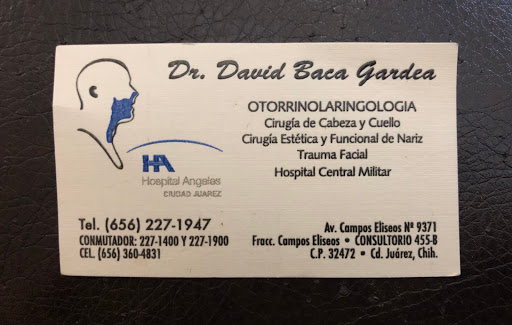 Dr. David Baca Gardea
OTORRINOLARINGOLOGIA
Cirugía de Cabeza y Cuello
Cirugía Estética y Funcional de Nariz
Trauma Facial
Hospital Central Militar
HA
Hospital Angeles
CIUDAD JUAREZ
Tel. (656) 227-1947
CONMUTADOR: 227-1400 Y 227-1900
CEL. (656) 360-4831
Av. Campos Eliseos Nº 9371
Fracc. Campos Eliseos • CONSULTORIO 455-B
C.P. 32472 • Cd. Juárez, Chih.